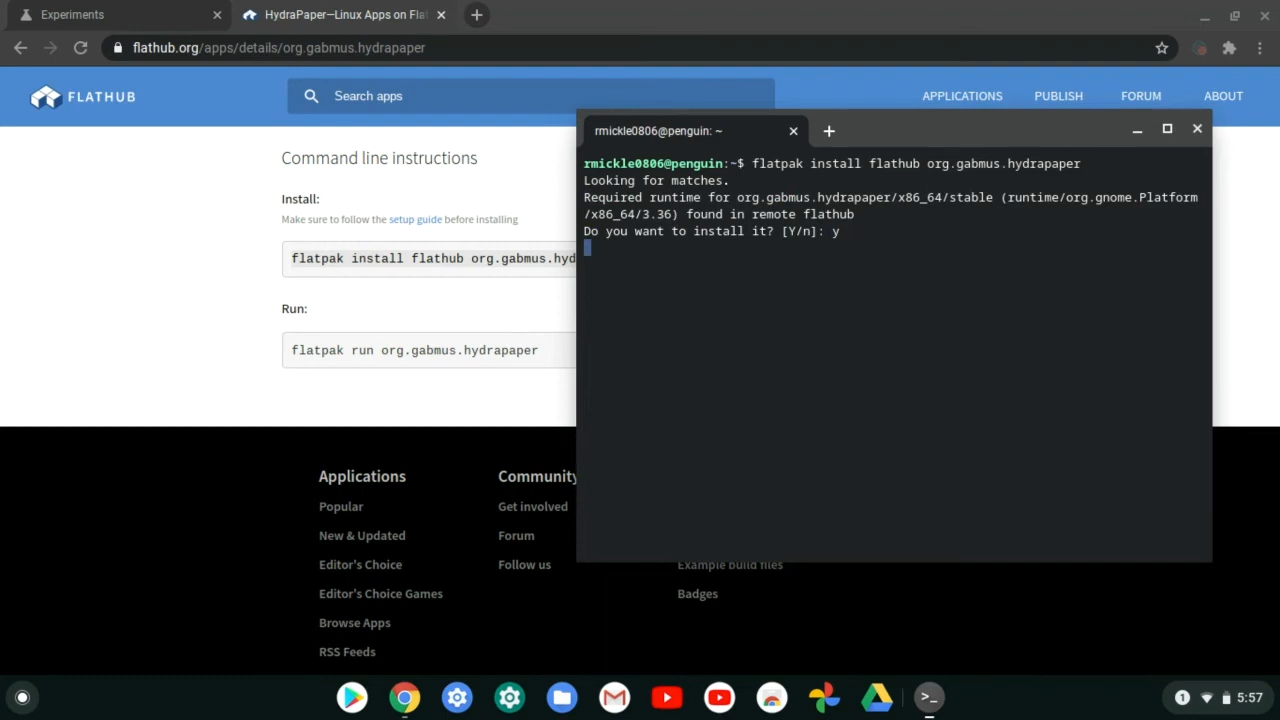 Experiments
HydraPaper—Linux Apps on Fla
flathub.org/apps/details/org.gabmus.hydrapaper
FLATHUB
Search apps
APPLICATIONS
PUBLISH
FORUM
ABOUT
Command line instructions
Install:
Make sure to follow the setup guide before installing
flatpak install flathub org.gabmus.hyd
Run:
flatpak run org.gabmus.hydrapaper
rmickle0806@penguin: ~
rmickle0806@penguin:~$ flatpak install flathub org.gabmus.hydrapaper
Looking for matches…
Required runtime for org.gabmus.hydrapaper/x86_64/stable (runtime/org.gnome.Platform
/x86_64/3.36) found in remote flathub
Do you want to install it? [Y/n]: y
Applications
Popular
New & Updated
Editor's Choice
Editor's Choice Games
Browse Apps
RSS Feeds
Community
Get involved
Forum
Follow us
Example build files
Badges
>_
1
5:57